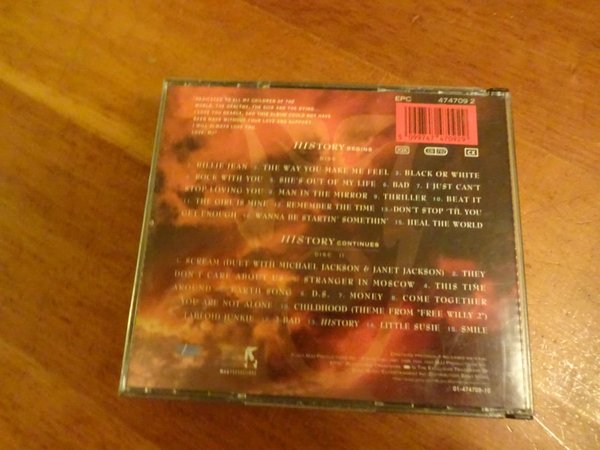 "DEDICATED TO ALL MY CHILDREN OF THE
WORLD, THE HEALTHY, THE SICK AND THE DYING
I LOVE YOU DEARLY, AND THIS ALBUM COULD NOT HAVE
BEEN MADE WITHOUT YOUR LOVE AND SUPPORT.
I WILL ALWAYS LOVE YOU.
EPC 474709 2
5 099747 470929
HISTORY BEGINS
DISC
1. BILLIE JEAN 2. THE WAY YOU MAKE ME FEEL 3. BLACK OR WHITE
4. ROCK WITH YOU 5. SHE'S OUT OF MY LIFE 6. BAD 7. I JUST CAN'T
STOP LOVING YOU 8. MAN IN THE MIRROR 9. THRILLER 10. BEAT IT
11. THE GIRL IS MINE 12. REMEMBER THE TIME 13. DON'T STOP 'TIL YOU
GET ENOUGH 14. WANNA BE STARTIN' SOMETHIN' 15. HEAL THE WORLD
HISTORY CONTINUES
DISC II
1. SCREAM (DUET WITH MICHAEL JACKSON & JANET JACKSON) 2. THEY
DON'T CARE ABOUT US 3. STRANGER IN MOSCOW 4. THIS TIME
AROUND 5. EARTH SONG 6. D.S. 7. MONEY 8. COME TOGETHER
9. YOU ARE NOT ALONE 10. CHILDHOOD (THEME FROM "FREE WILLY 2")
11. TABLOID JUNKIE 12. 2 BAD 13. HISTORY 14. LITTLE SUSIE 15. SMILE
01-474709-10